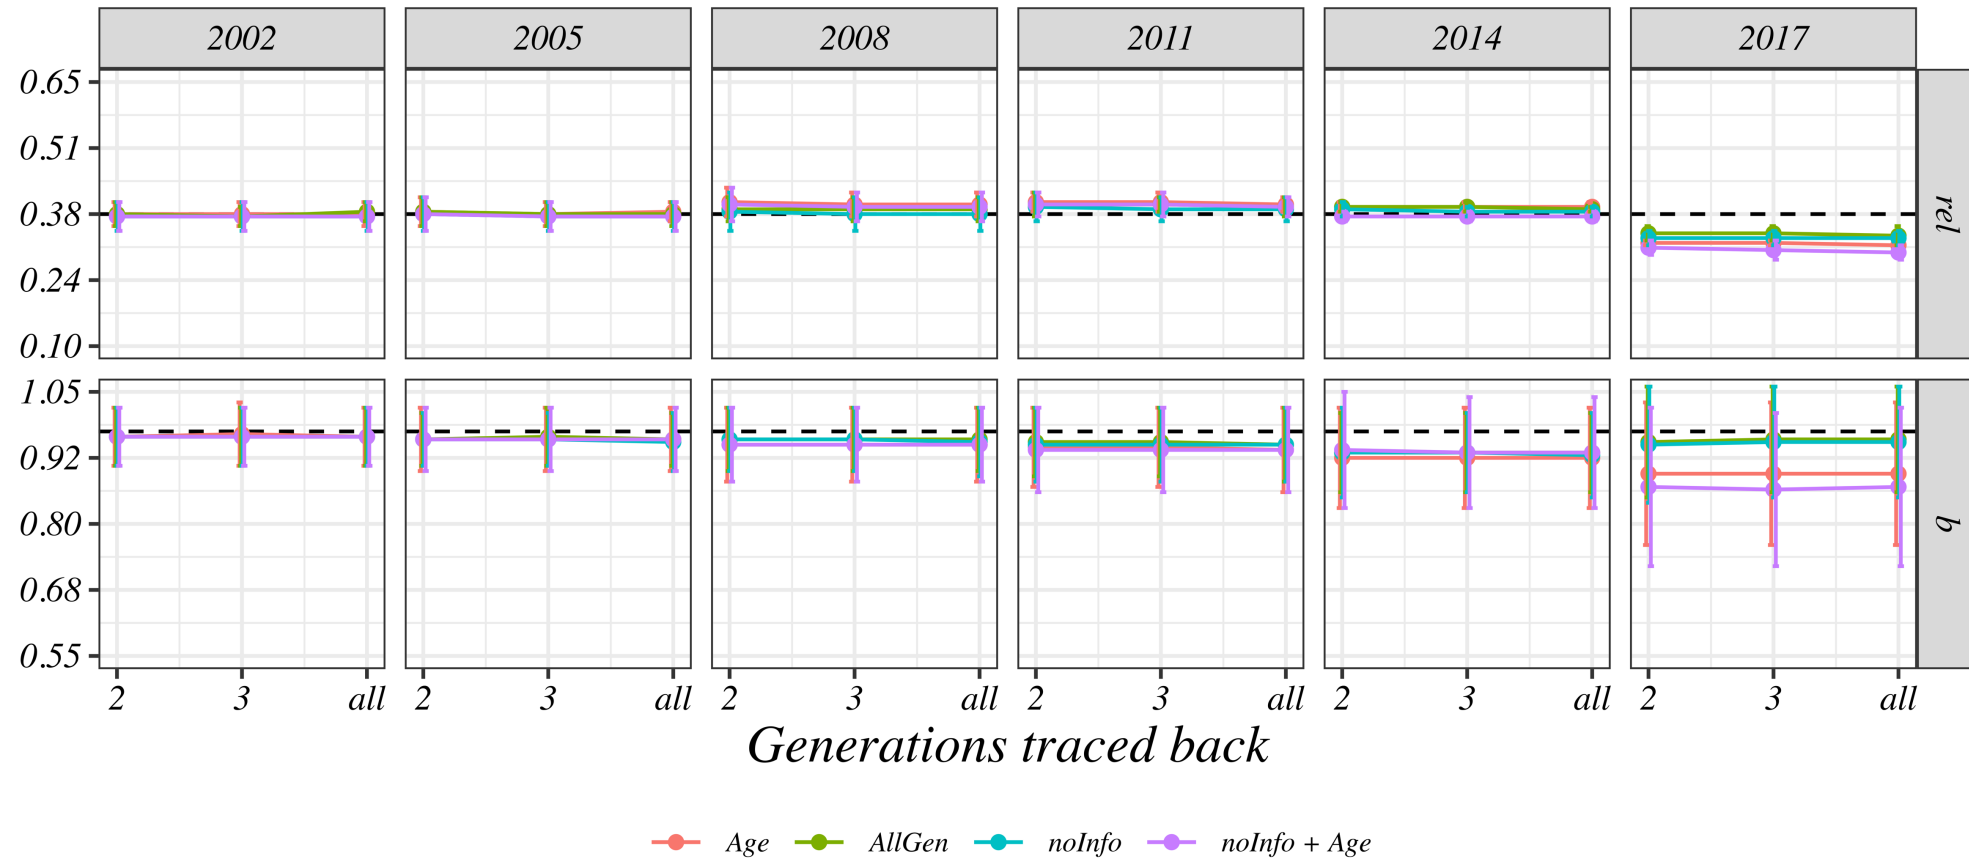 2002 2005 2008 2011 2014 2017
0.65
0.51
0.38
0.24
0.10
rel
1.05
0.92
0.80
0.68
0.55
b
2 3 all 2 3 all 2 3 all 2 3 all 2 3 all 2 3 all
Generations traced back
Age AllGen noInfo noInfo + Age